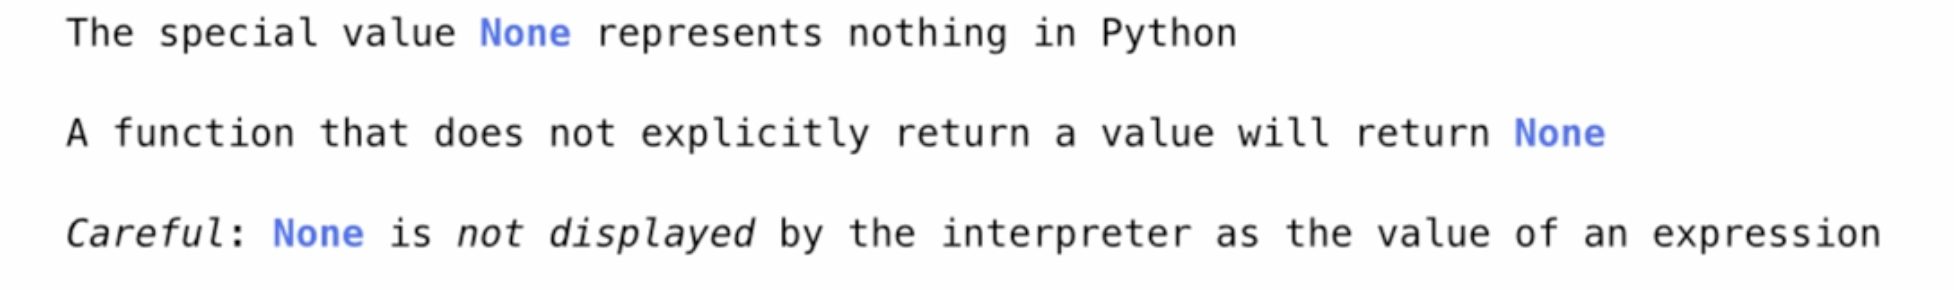 The special value None represents nothing in Python
A function that does not explicitly return a value will return None
Careful: None is not displayed by the interpreter as the value of an expression